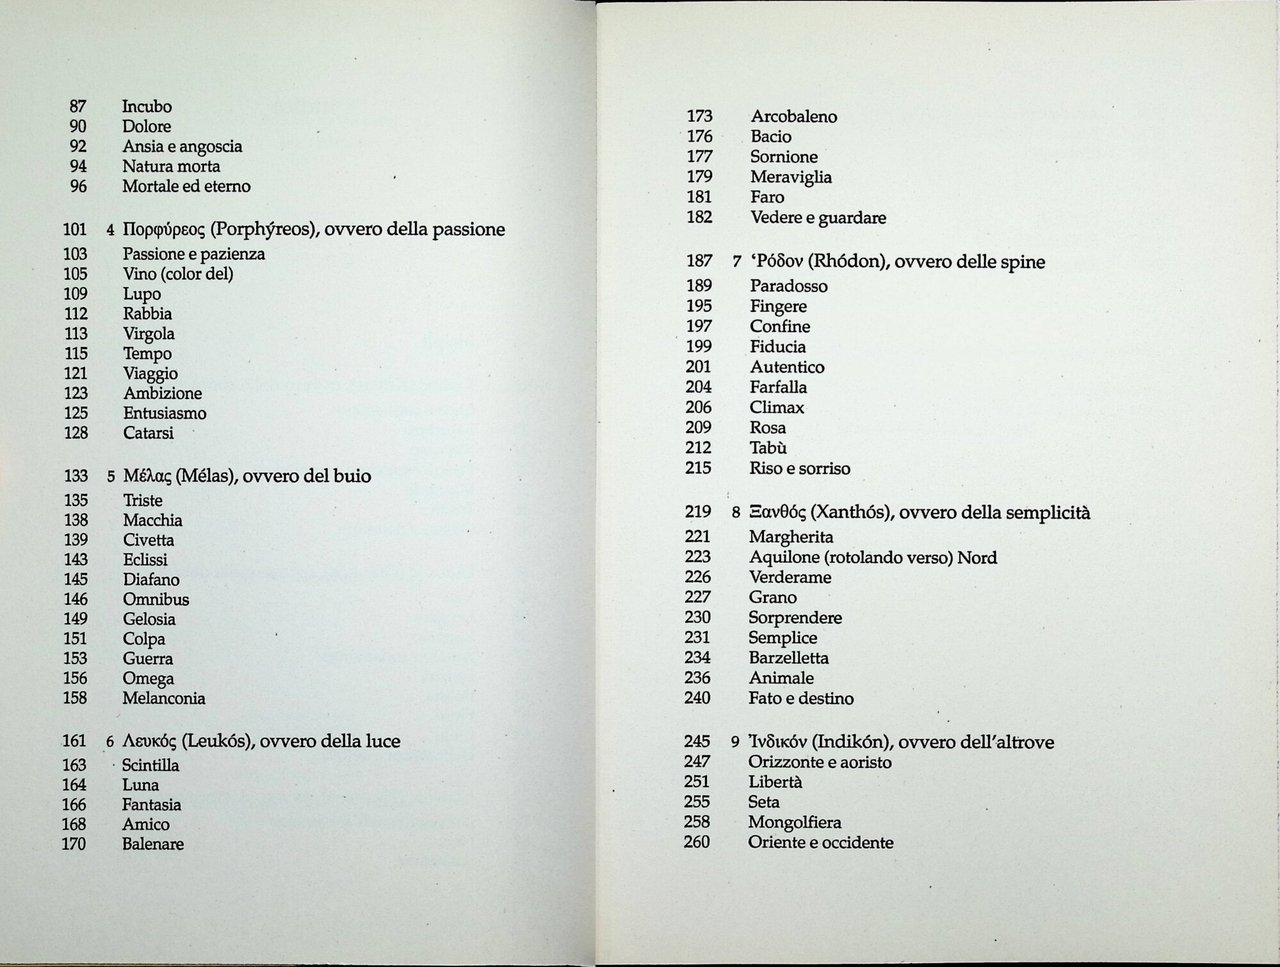 87 Incubo
90 Dolore
92 Ansia e angoscia
94 Natura morta
96 Mortale ed eterno
101 4 Πορφύρεος (Porphýreos), ovvero della passione
103 Passione e pazienza
105 Vino (color del)
109 Lupo
112 Rabbia
113 Virgola
115 Tempo
121 Viaggio
123 Ambizione
125 Entusiasmo
128 Catarsi
133 5 Μέλας (Mélas), ovvero del buio
135 Triste
138 Macchia
139 Civetta
143 Eclissi
145 Diafano
146 Omnibus
149 Gelosia
151 Colpa
153 Guerra
156 Omega
158 Melanconia
161 6 Λευκός (Leukós), ovvero della luce
163 Scintilla
164 Luna
166 Fantasia
168 Amico
170 Balenare
173 Arcobaleno
176 Bacio
177 Sornione
179 Meraviglia
181 Faro
182 Vedere e guardare
187 7 Ῥόδον (Rhódon), ovvero delle spine
189 Paradosso
195 Fingere
197 Confine
199 Fiducia
201 Autentico
204 Farfalla
206 Climax
209 Rosa
212 Tabù
215 Riso e sorriso
219 8 Ξανθός (Xanthós), ovvero della semplicità
221 Margherita
223 Aquilone (rotolando verso) Nord
226 Verderame
227 Grano
230 Sorprendere
231 Semplice
234 Barzelletta
236 Animale
240 Fato e destino
245 9 Ἰνδικόν (Indikón), ovvero dell'altrove
247 Orizzonte e aoristo
251 Libertà
255 Seta
258 Mongolfiera
260 Oriente e occidente